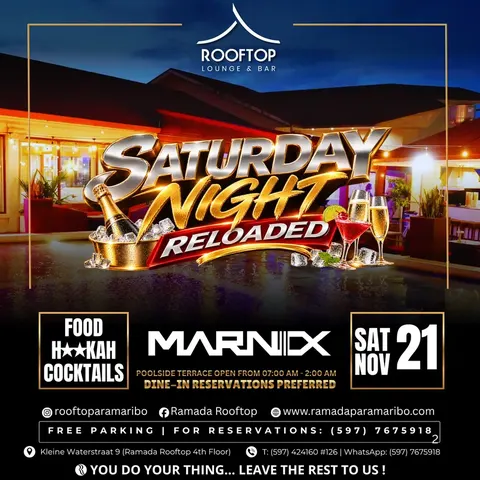 ROOFTOP
LOUNGE & BAR
SATURDAY
NIGHT
RELOADED
FOOD
H★★KAH
COCKTAILS
MARNIX
SAT
NOV
21
POOLSIDE TERRACE OPEN FROM 07:00 AM - 2:00 AM
DINE-IN RESERVATIONS PREFERRED
rooftoparamaribo Ramada Rooftop www.ramadaparamaribo.com
FREE PARKING | FOR RESERVATIONS: (597) 7675918
2
Kleine Waterstraat 9 (Ramada Rooftop 4th Floor) T: (597) 424160 #126 | WhatsApp: (597) 7675918
YOU DO YOUR THING... LEAVE THE REST TO US !